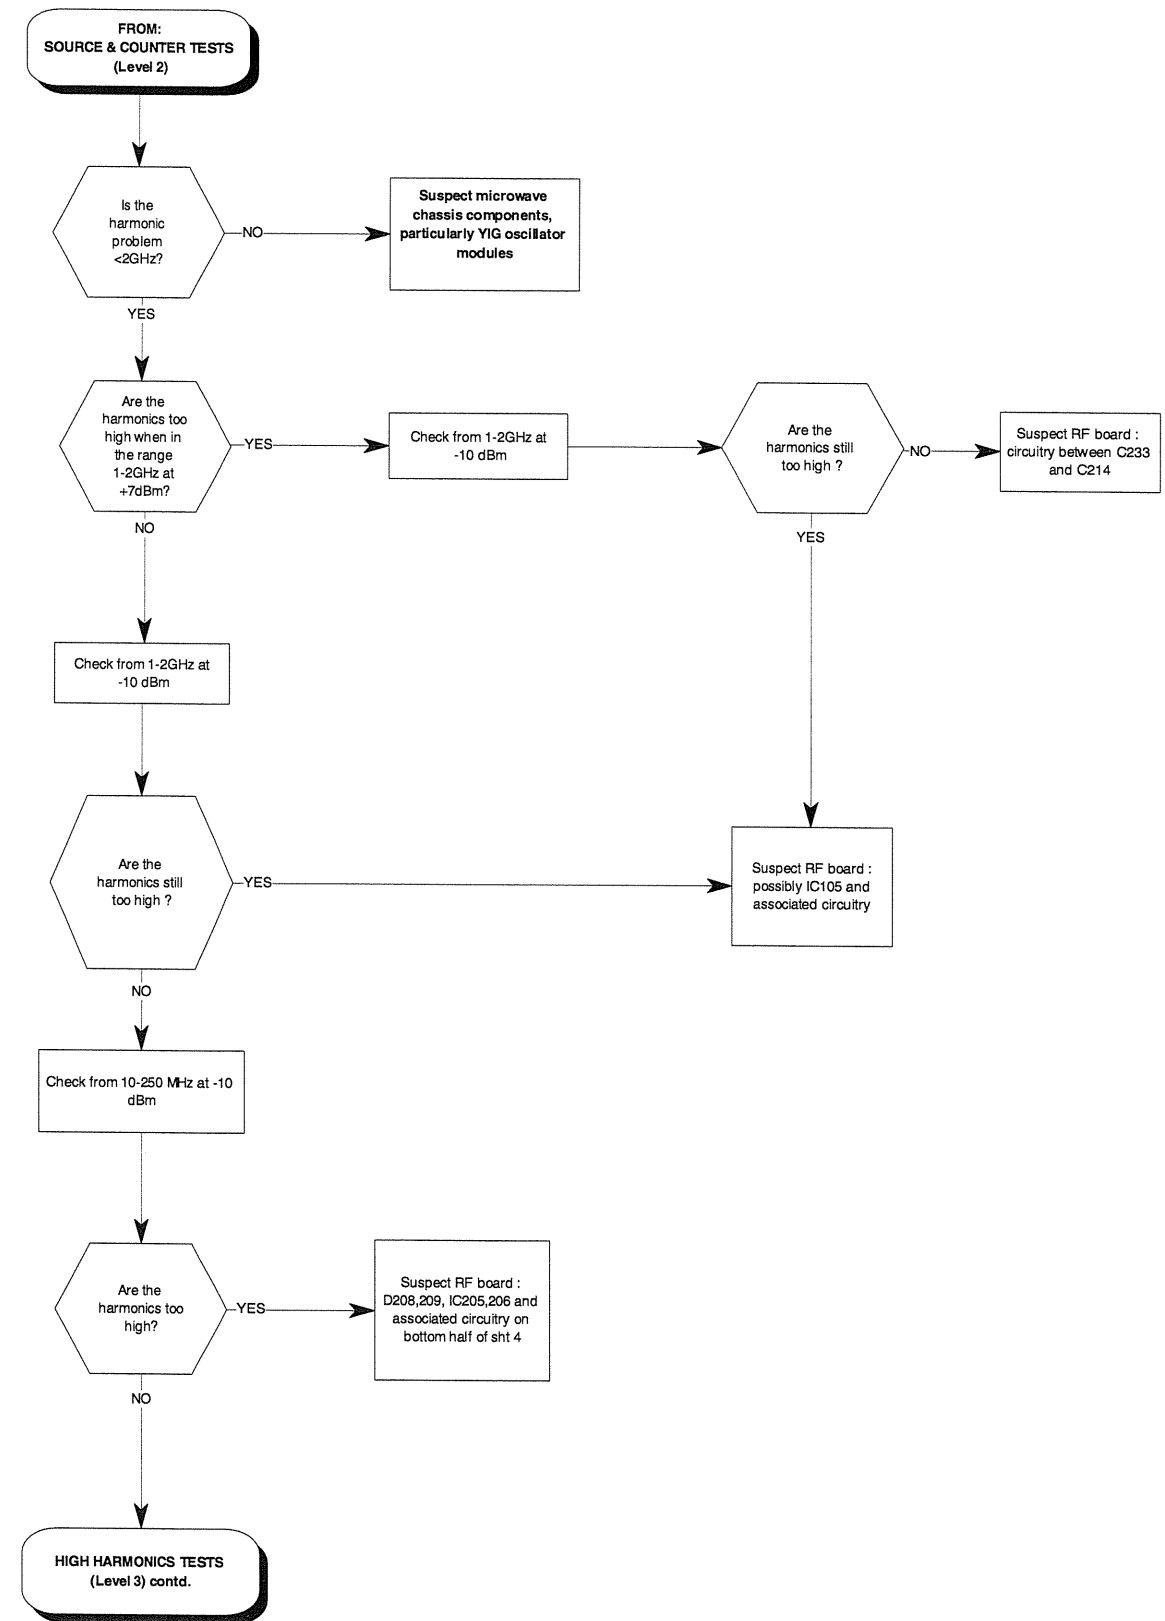 FROM:
SOURCE & COUNTER TESTS
(Level 2)
Is the
harmonic
problem
<2GHz?
NO
Suspect microwave
chassis components,
particularly YIG oscillator
modules
YES
Are the
harmonics too
high when in
the range
1-2GHz at
+7dBm?
YES
Check from 1-2GHz at
-10 dBm
Are the
harmonics still
too high ?
NO
Suspect RF board :
circuitry between C233
and C214
NO
YES
Check from 1-2GHz at
-10 dBm
Are the
harmonics still
too high ?
YES
Suspect RF board :
possibly IC105 and
associated circuitry
NO
Check from 10-250 MHz at -10
dBm
Are the
harmonics too
high?
YES
Suspect RF board :
D208,209, IC205,206 and
associated circuitry on
bottom half of sht 4
NO
HIGH HARMONICS TESTS
(Level 3) contd.